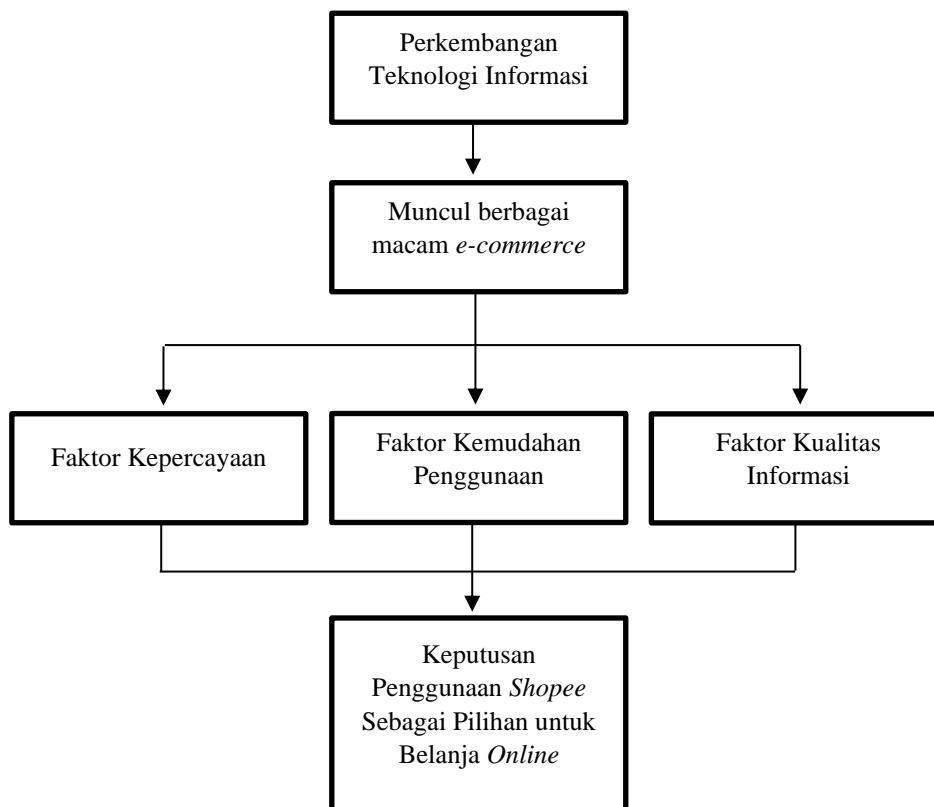 Perkembangan
Teknologi Informasi
Muncul berbagai
macam e-commerce
Faktor Kepercayaan
Faktor Kemudahan
Penggunaan
Faktor Kualitas
Informasi
Keputusan
Penggunaan Shopee
Sebagai Pilihan untuk
Belanja Online